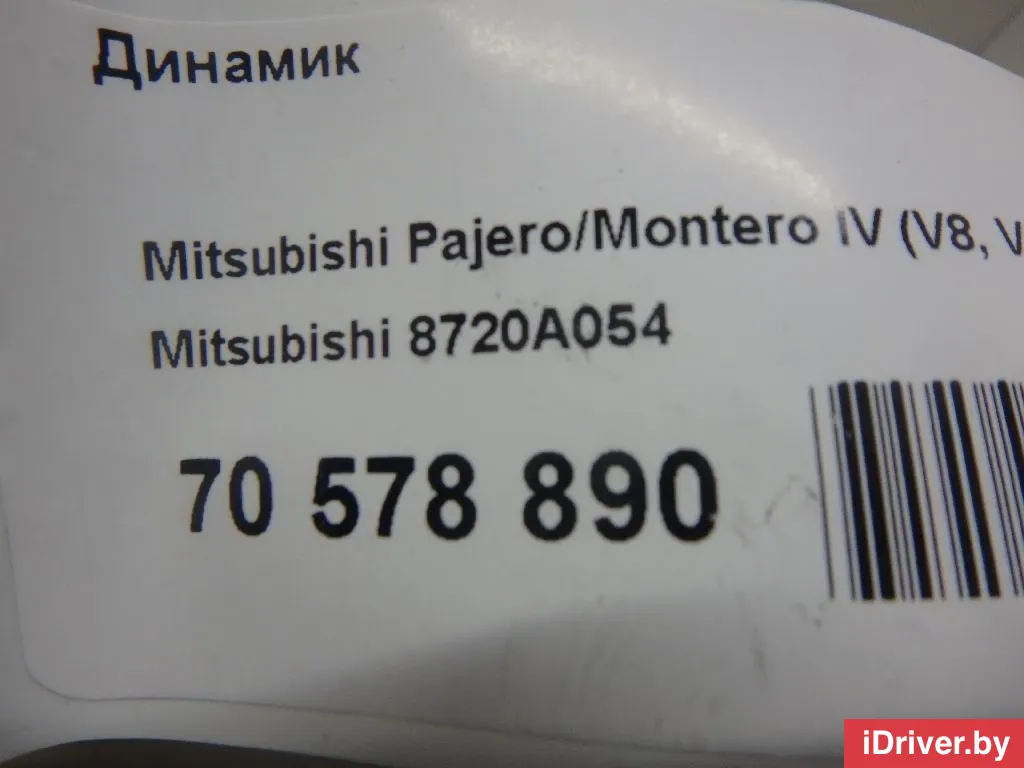 Динамик
Mitsubishi Pajero/Montero IV (V8, V
Mitsubishi 8720A054
70 578 890
iDriver.by